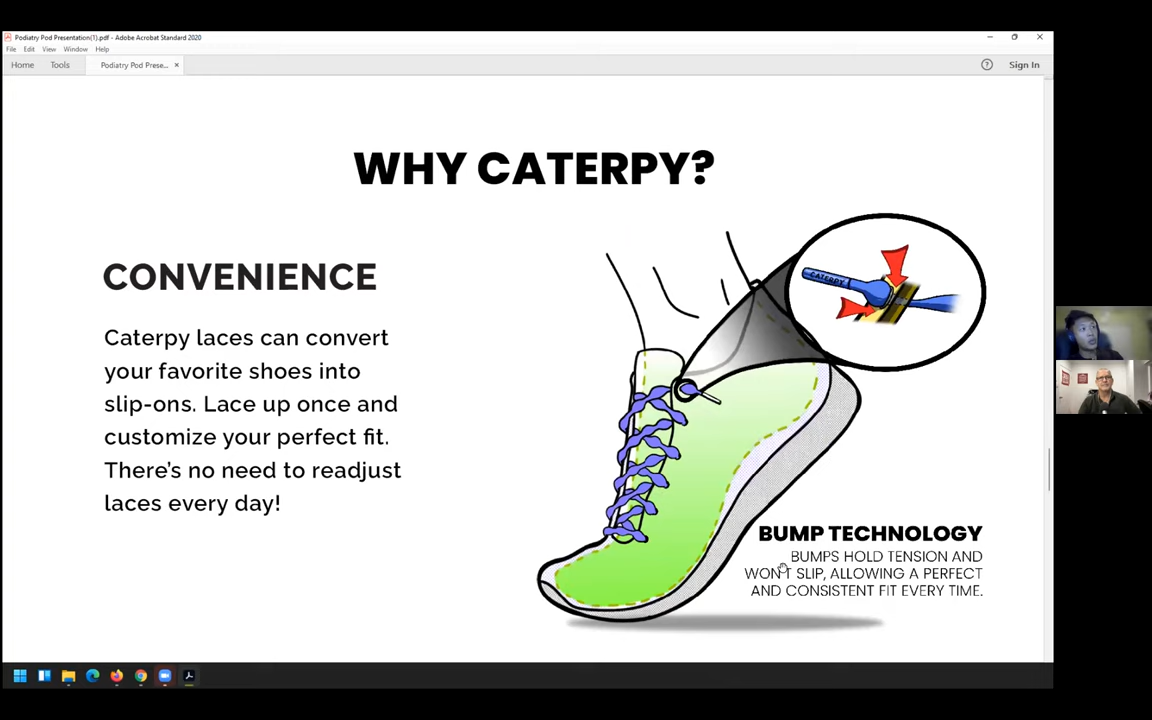 Podiatry Pod Presentation(1).pdf - Adobe Acrobat Standard 2020
File Edit View Window Help
Home Tools Podiatry Pod Prese... × Sign In
WHY CATERPY?
CONVENIENCE
Caterpy laces can convert
your favorite shoes into
slip-ons. Lace up once and
customize your perfect fit.
There's no need to readjust
laces every day!
CATERPY
BUMP TECHNOLOGY
BUMPS HOLD TENSION AND
WON'T SLIP, ALLOWING A PERFECT
AND CONSISTENT FIT EVERY TIME.